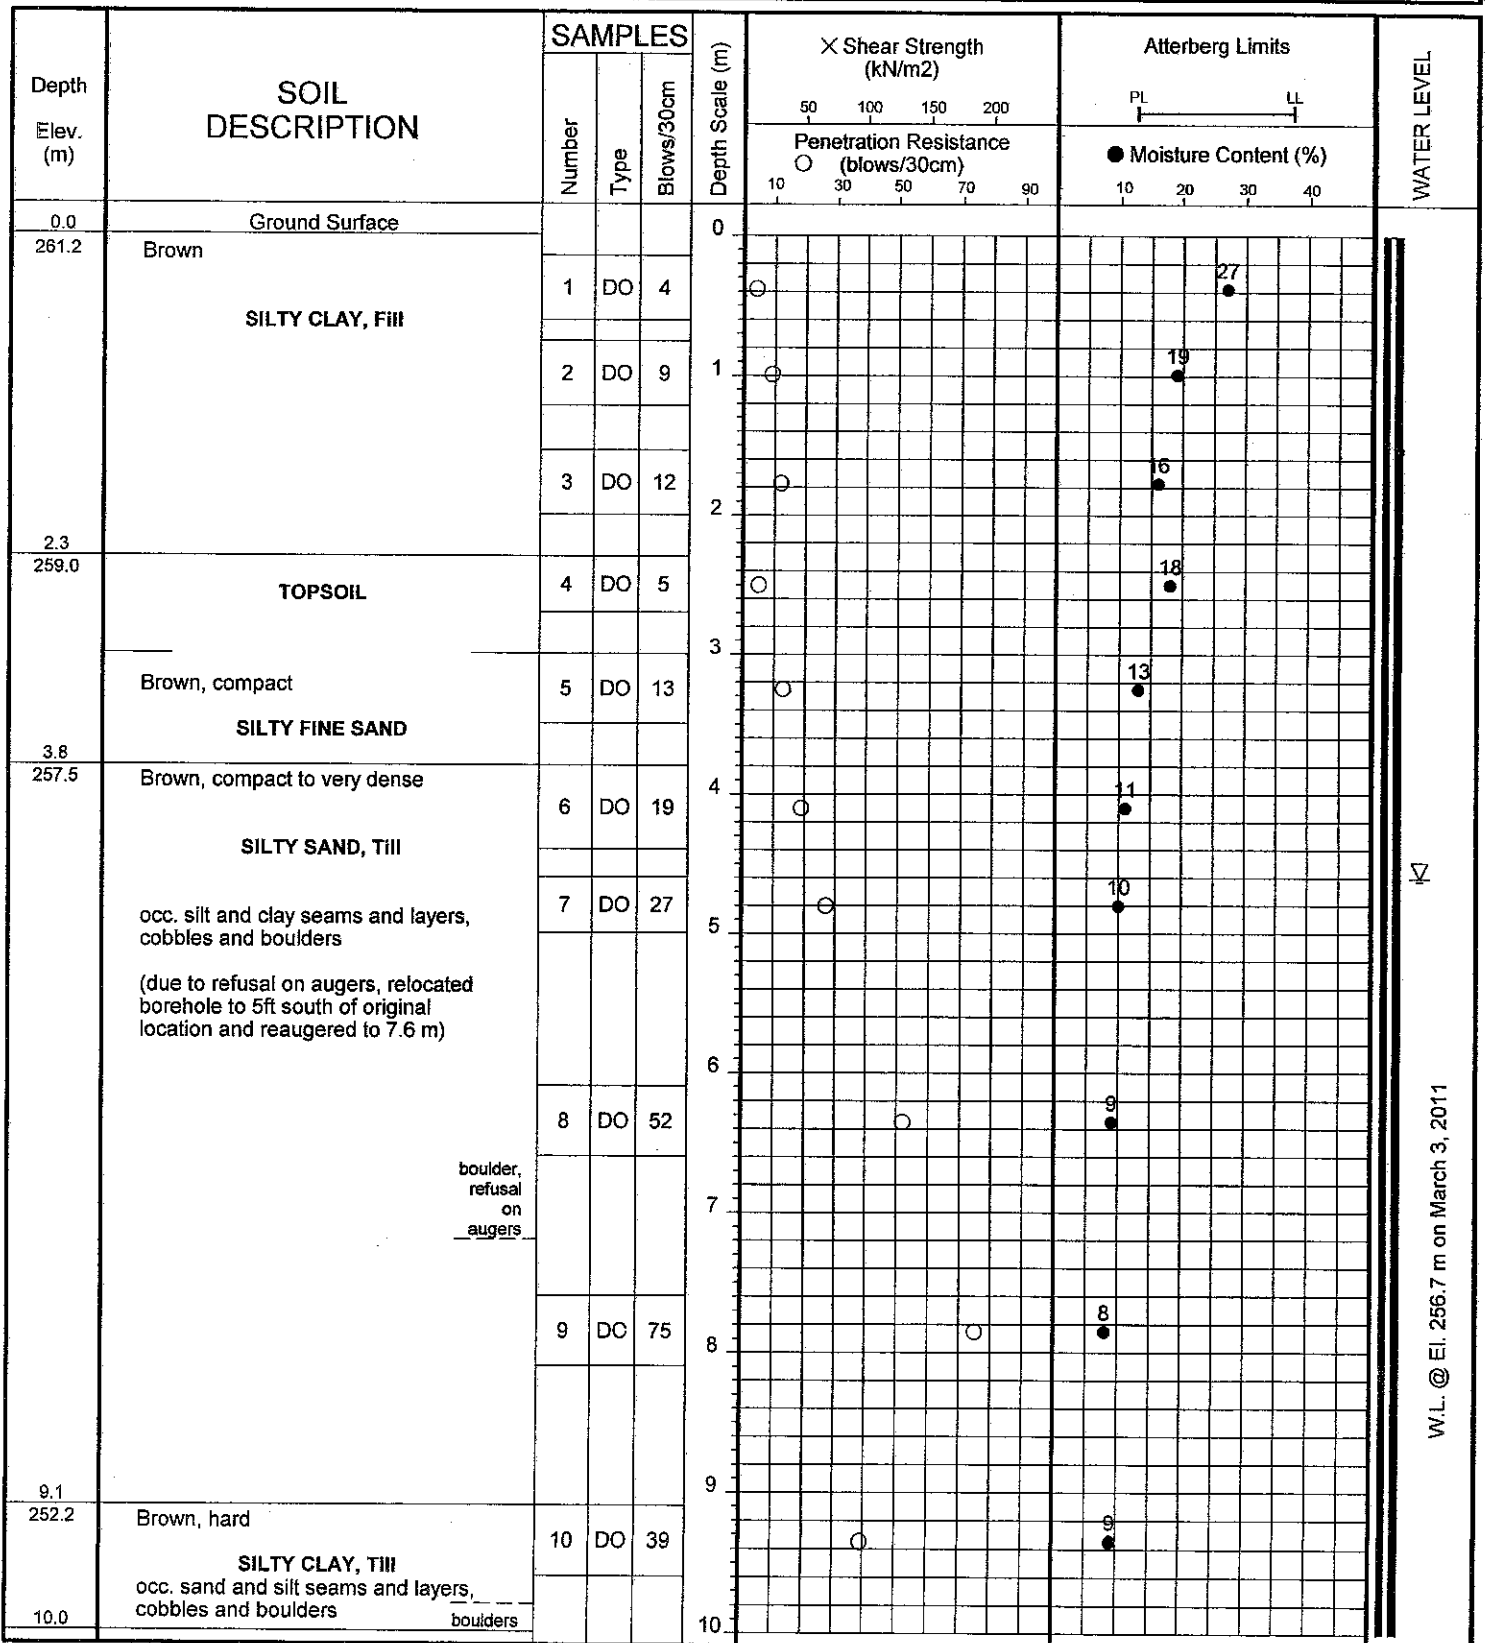 SAMPLES
Depth
Elev.
(m)
SOIL
DESCRIPTION
Number
Type
Blows/30cm
Depth Scale (m)
× Shear Strength
(kN/m2)
50 100 150 200
Penetration Resistance
(blows/30cm)
10 30 50 70 90
Atterberg Limits
PL LL
Moisture Content (%)
10 20 30 40
WATER LEVEL
0.0
Ground Surface
0
261.2
Brown
1 DO 4
27
SILTY CLAY, Fill
2 DO 9
1
19
3 DO 12
16
2
2.3
259.0
TOPSOIL
4 DO 5
18
3
Brown, compact
5 DO 13
13
SILTY FINE SAND
3.8
257.5
Brown, compact to very dense
4
6 DO 19
11
SILTY SAND, Till
7 DO 27
10
occ. silt and clay seams and layers,
cobbles and boulders
5
(due to refusal on augers, relocated
borehole to 5ft south of original
location and reaugered to 7.6 m)
6
8 DO 52
9
boulder,
refusal
on
augers
7
9 DO 75
8
8
W.L. @ El. 256.7 m on March 3, 2011
9
9.1
252.2
Brown, hard
10 DO 39
9
SILTY CLAY, Till
occ. sand and silt seams and layers,
cobbles and boulders
boulders
10.0
10